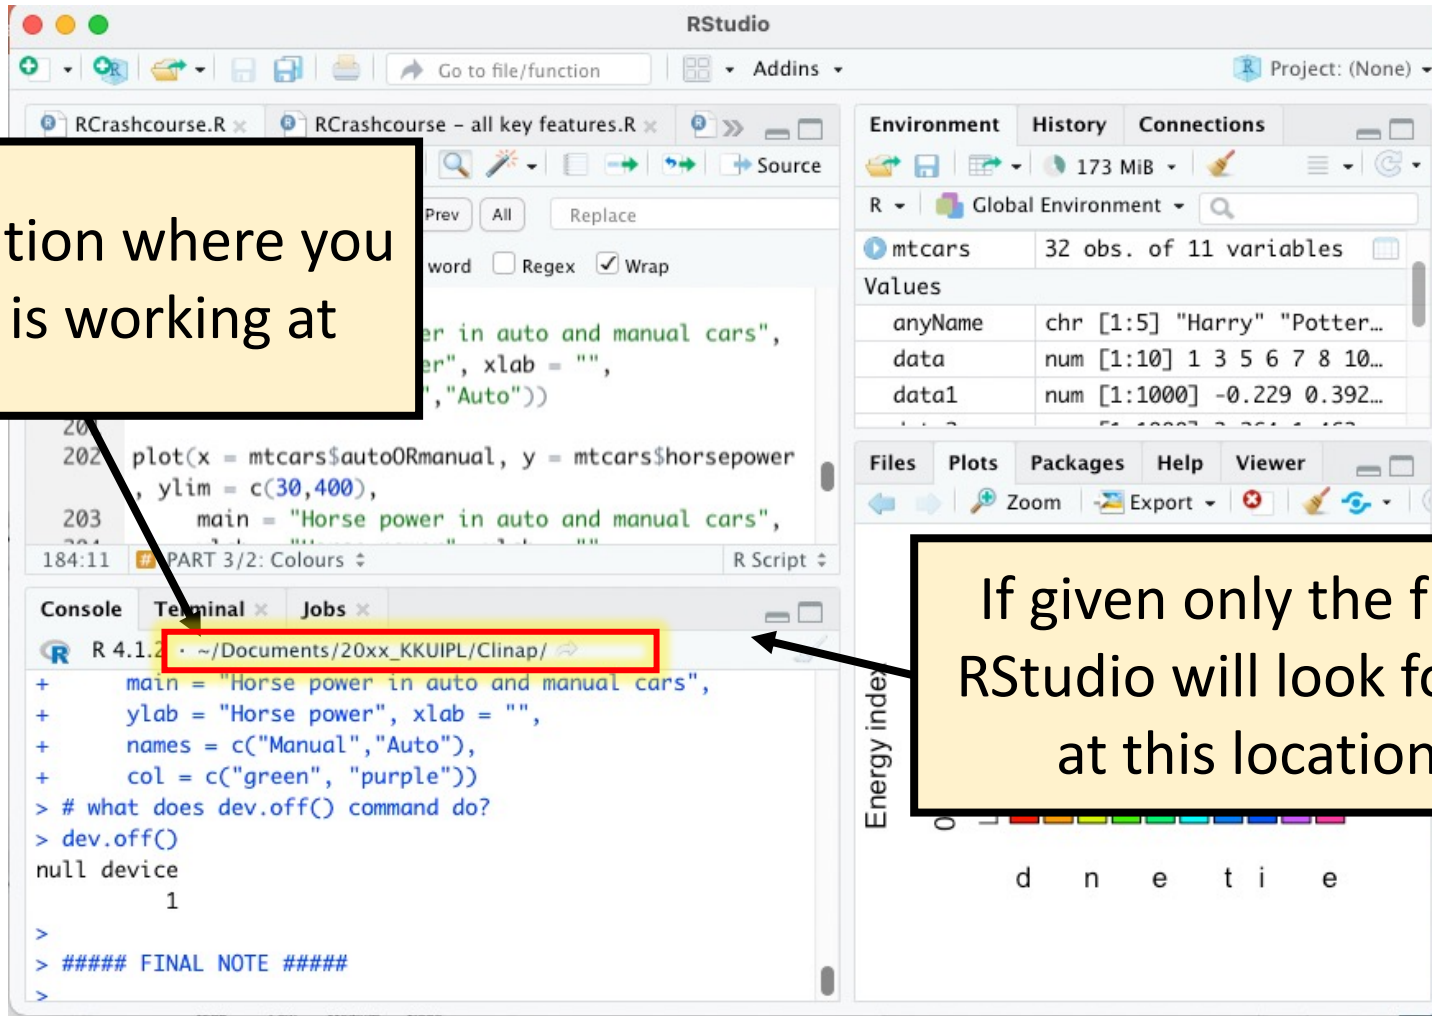 RStudio
Go to file/function
Addins
Project: (None)
RCrashcourse.R
RCrashcourse – all key features.R
Source
Prev All Replace
word Regex Wrap
tion where you
is working at
er in auto and manual cars",
er", xlab = "",
","Auto"))
202 plot(x = mtcars$autoORmanual, y = mtcars$horsepower
, ylim = c(30,400),
203 main = "Horse power in auto and manual cars",
184:11 # PART 3/2: Colours R Script
Console Terminal Jobs
R 4.1.2 · ~/Documents/20xx_KKUIPL/Clinap/
+ main = "Horse power in auto and manual cars",
+ ylab = "Horse power", xlab = "",
+ names = c("Manual","Auto"),
+ col = c("green", "purple"))
> # what does dev.off() command do?
> dev.off()
null device
1
>
> ##### FINAL NOTE #####
>
Environment History Connections
173 MiB
R Global Environment
mtcars 32 obs. of 11 variables
Values
anyName chr [1:5] "Harry" "Potter…
data num [1:10] 1 3 5 6 7 8 10…
data1 num [1:1000] -0.229 0.392…
Files Plots Packages Help Viewer
Zoom Export
If given only the f
RStudio will look fo
at this location
Energy index
0
d n e t i e